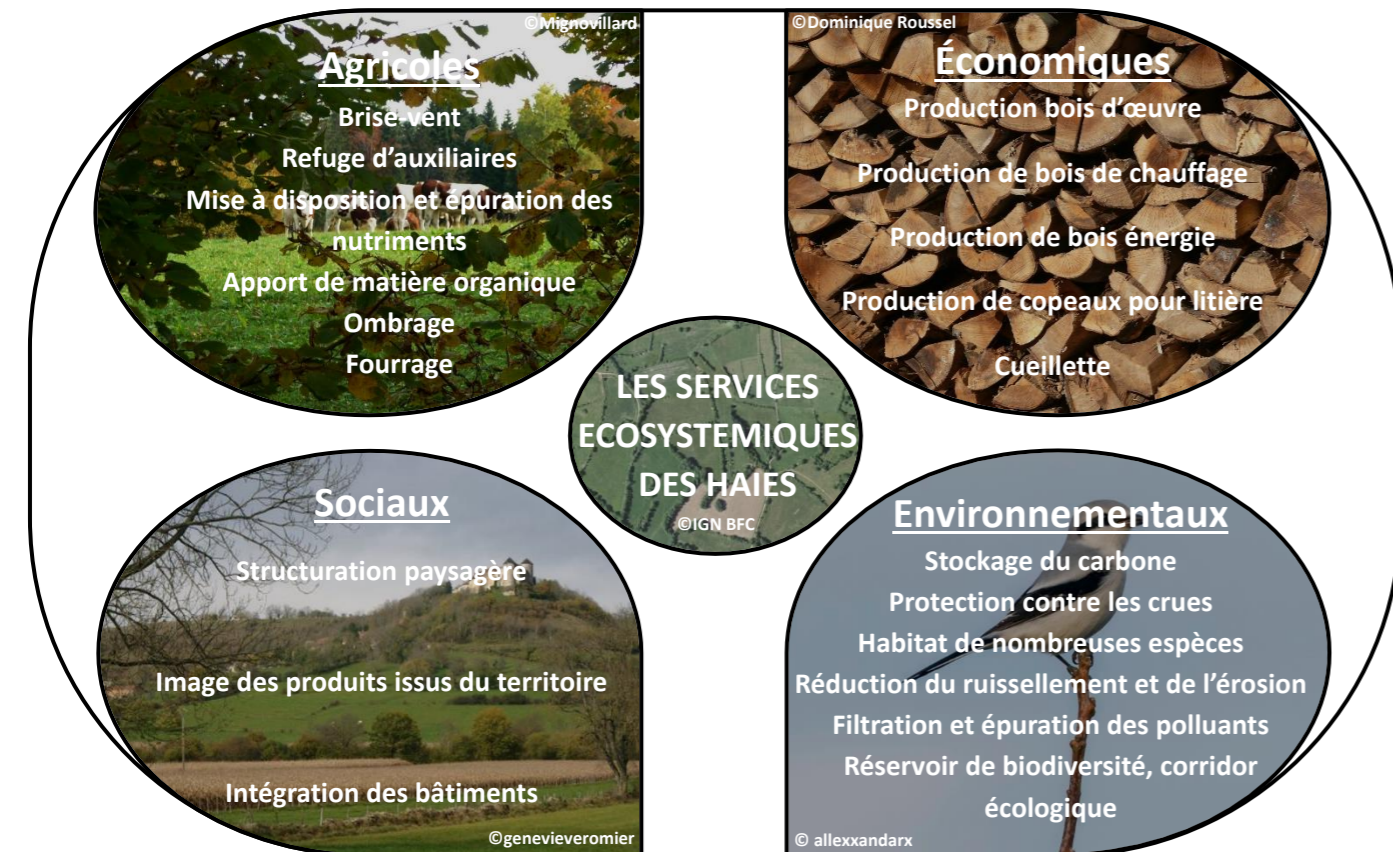 ©Mignovillard
Agricoles
Brise-vent
Refuge d’auxiliaires
Mise à disposition et épuration des
nutriments
Apport de matière organique
Ombrage
Fourrage
©Dominique Roussel
Économiques
Production bois d’œuvre
Production de bois de chauffage
Production de bois énergie
Production de copeaux pour litière
Cueillette
LES SERVICES
ECOSYSTEMIQUES
DES HAIES
©IGN BFC
Sociaux
Structuration paysagère
Image des produits issus du territoire
Intégration des bâtiments
©genevieveromier
Environnementaux
Stockage du carbone
Protection contre les crues
Habitat de nombreuses espèces
Réduction du ruissellement et de l’érosion
Filtration et épuration des polluants
Réservoir de biodiversité, corridor
écologique
© allexxandarx